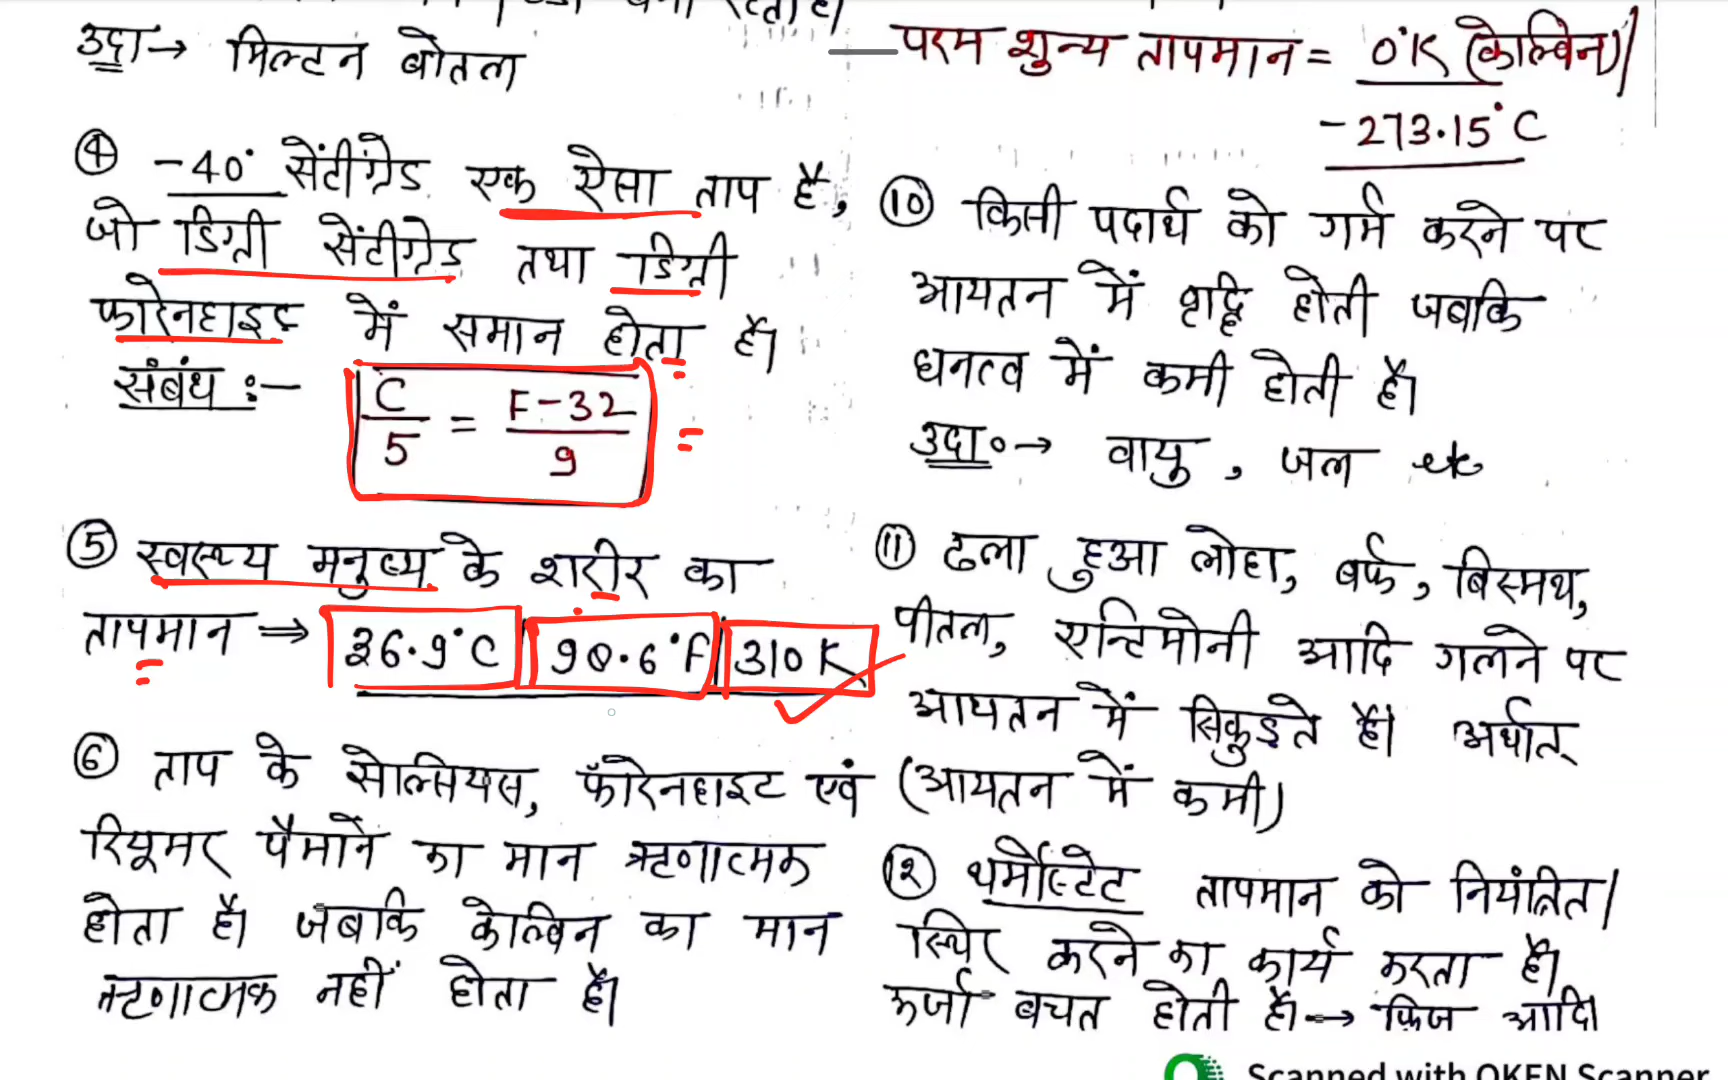 उदा → मिल्टन बोतल
④ -40° सेंटीग्रेड एक ऐसा ताप है,
जो डिग्री सेंटीग्रेड तथा डिग्री
फारेनहाइट में समान होता है।
संबंध :- C/5 = F-32/9
⑤ स्वस्थ्य मनुष्य के शरीर का
तापमान ⇒ 36.9°C 98.6°F 310 K
⑥ ताप के सेल्सियस, फॉरेनहाइट एवं
रियूमर पैमाने का मान ऋणात्मक
होता है। जबकि केल्विन का मान
ऋणात्मक नहीं होता है।
परम शुन्य तापमान = 0°K (केल्विन)
-273.15°C
⑩ किसी पदार्थ को गर्म करने पर
आयतन में वृद्धि होती जबकि
घनत्व में कमी होती है।
उदा० → वायु, जल etc
⑪ ढला हुआ लोहा, बर्फ, बिस्मथ,
पीतल, एन्टिमोनी आदि गलने पर
आयतन में सिकुड़ते है। अर्थात्
(आयतन में कमी)
⑫ थर्मोस्टेट तापमान को नियंत्रित/
स्थिर करने का कार्य करता है।
ऊर्जा बचत होती है। → फ्रिज आदि।
Scanned with OKEN Scanner